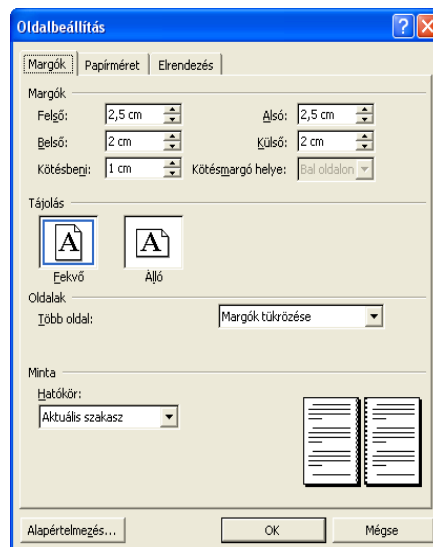 Oldalbeállítás
Margók Papírméret Elrendezés
Margók
Felső: 2,5 cm Alsó: 2,5 cm
Belső: 2 cm Külső: 2 cm
Kötésbeni: 1 cm Kötésmargó helye: Bal oldalon
Tájolás
A A
Fekvő Álló
Oldalak
Több oldal: Margók tükrözése
Minta
Hatókör:
Aktuális szakasz
Alapértelmezés... OK Mégse